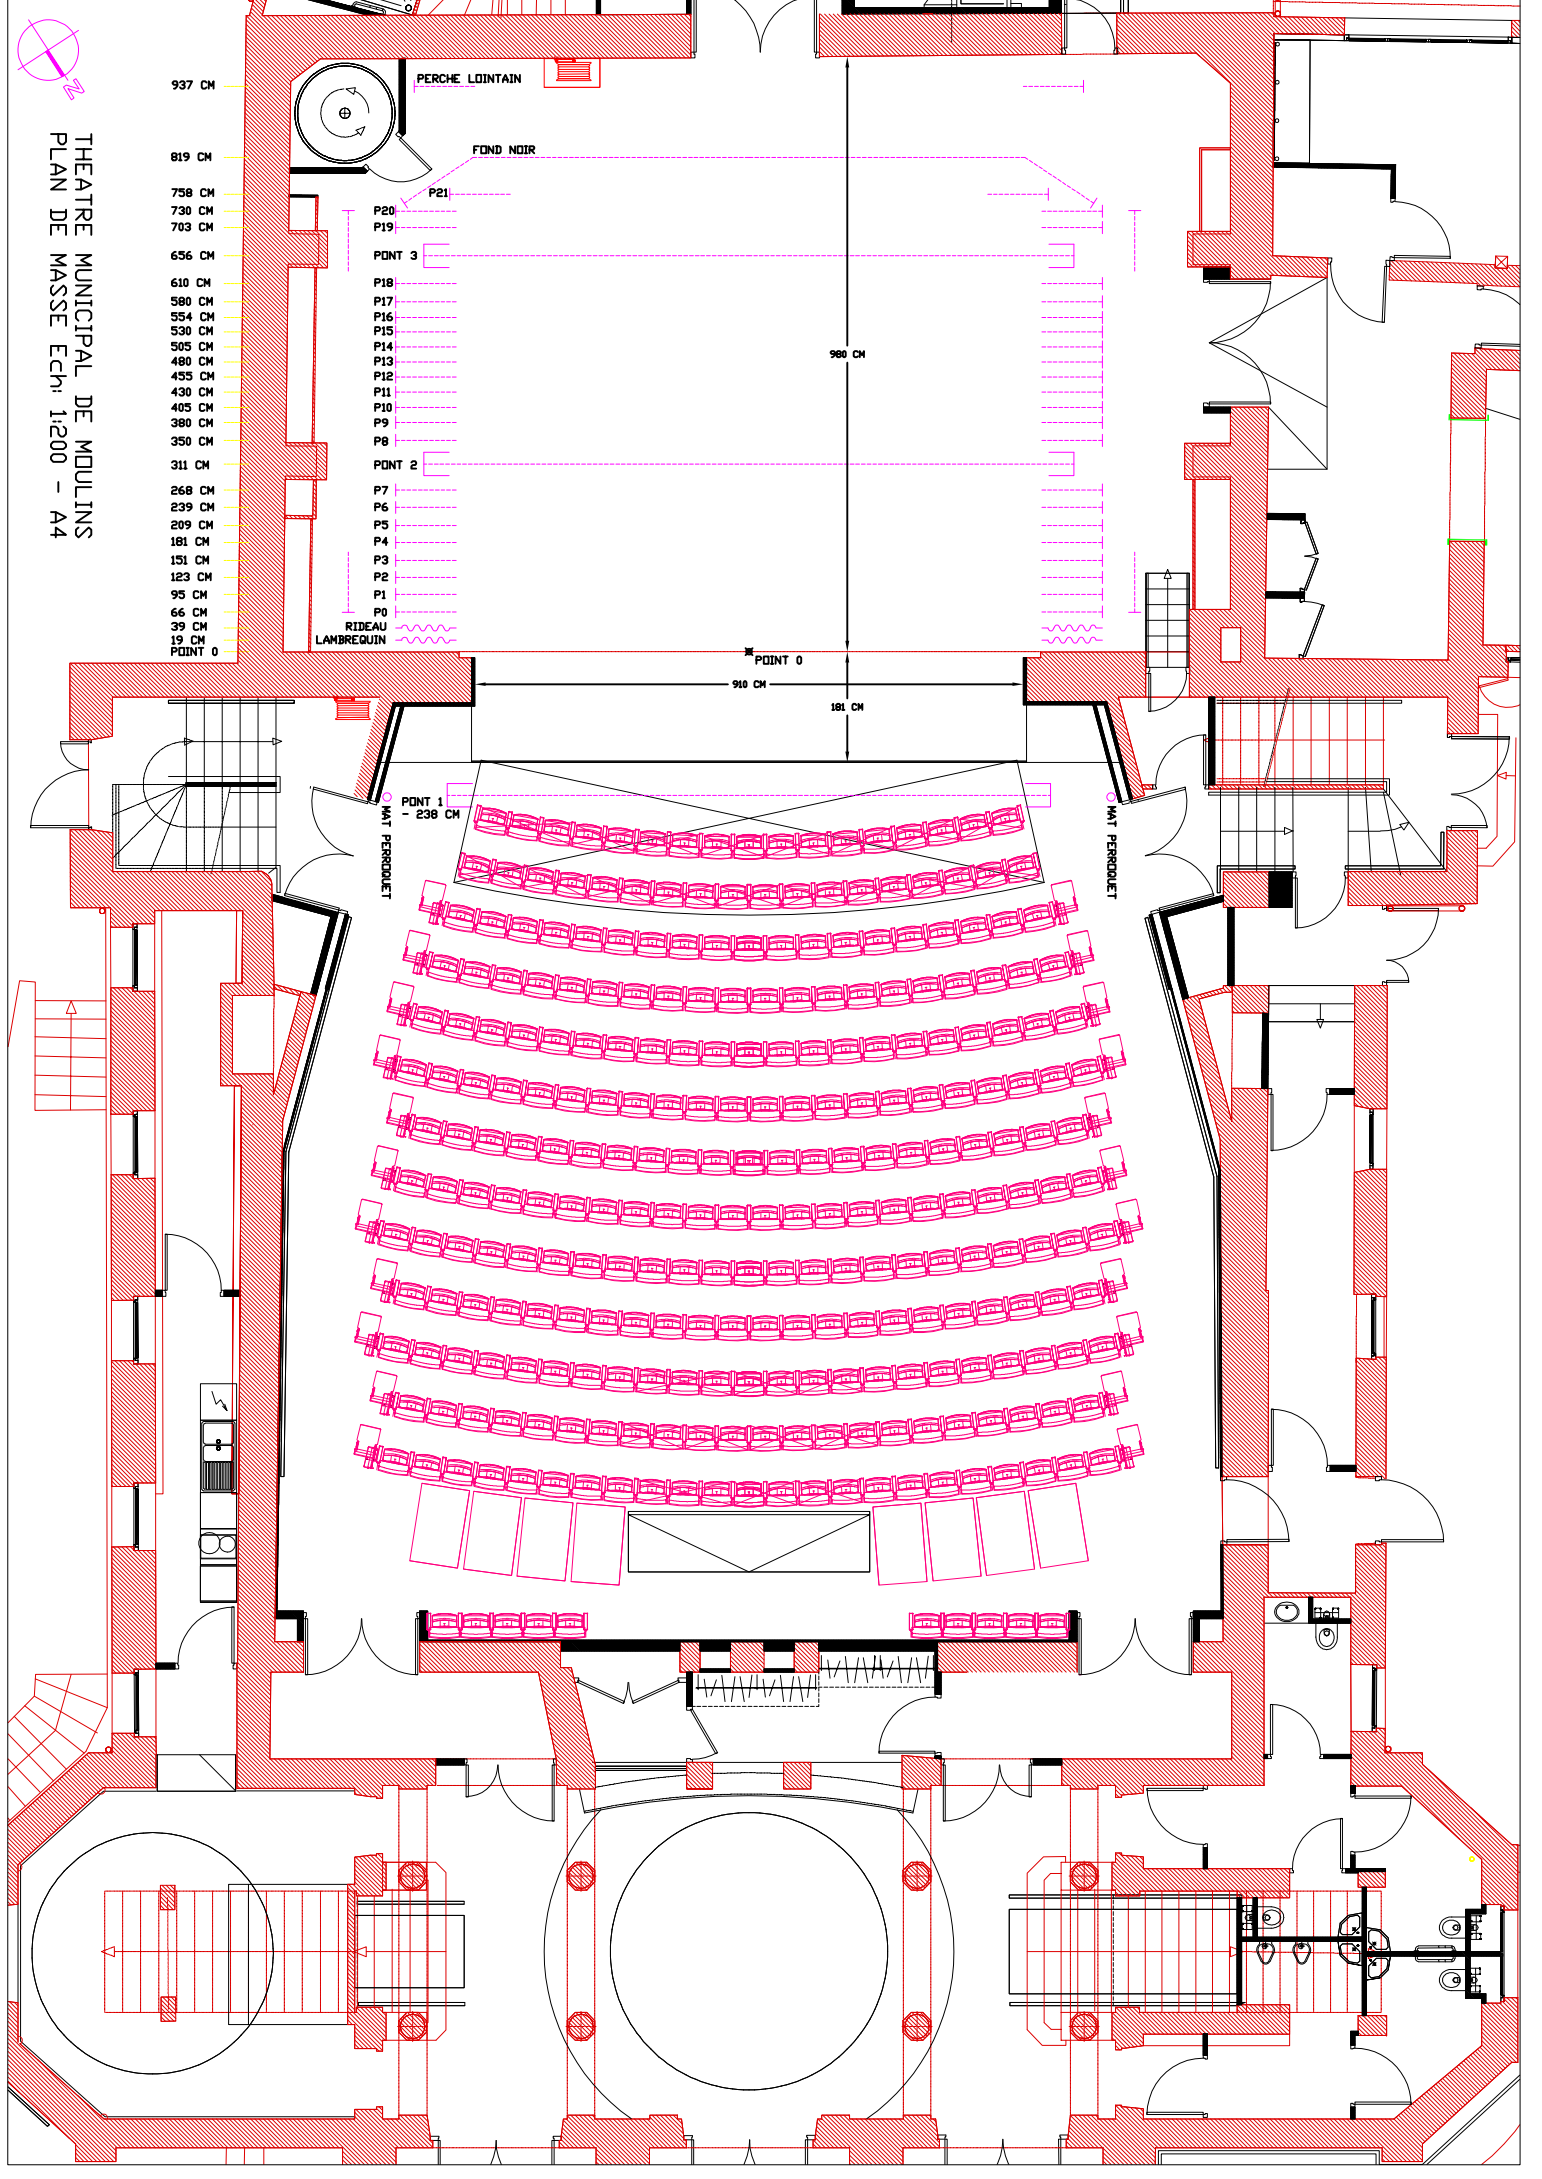 N
THEATRE MUNICIPAL DE MOULINS
PLAN DE MASSE Ech: 1:200 - A4
937 CM PERCHE LOINTAIN
819 CM FOND NOIR
758 CM P21
730 CM P20
703 CM P19
656 CM PONT 3
610 CM P18
580 CM P17
554 CM P16
530 CM P15
505 CM P14
480 CM P13
455 CM P12
430 CM P11
405 CM P10
380 CM P9
350 CM P8
311 CM PONT 2
268 CM P7
239 CM P6
209 CM P5
181 CM P4
151 CM P3
123 CM P2
95 CM P1
66 CM P0
39 CM RIDEAU
19 CM LAMBREQUIN
POINT 0
980 CM
POINT 0
910 CM
181 CM
PONT 1
- 238 CM
MAT PERROQUET
MAT PERROQUET